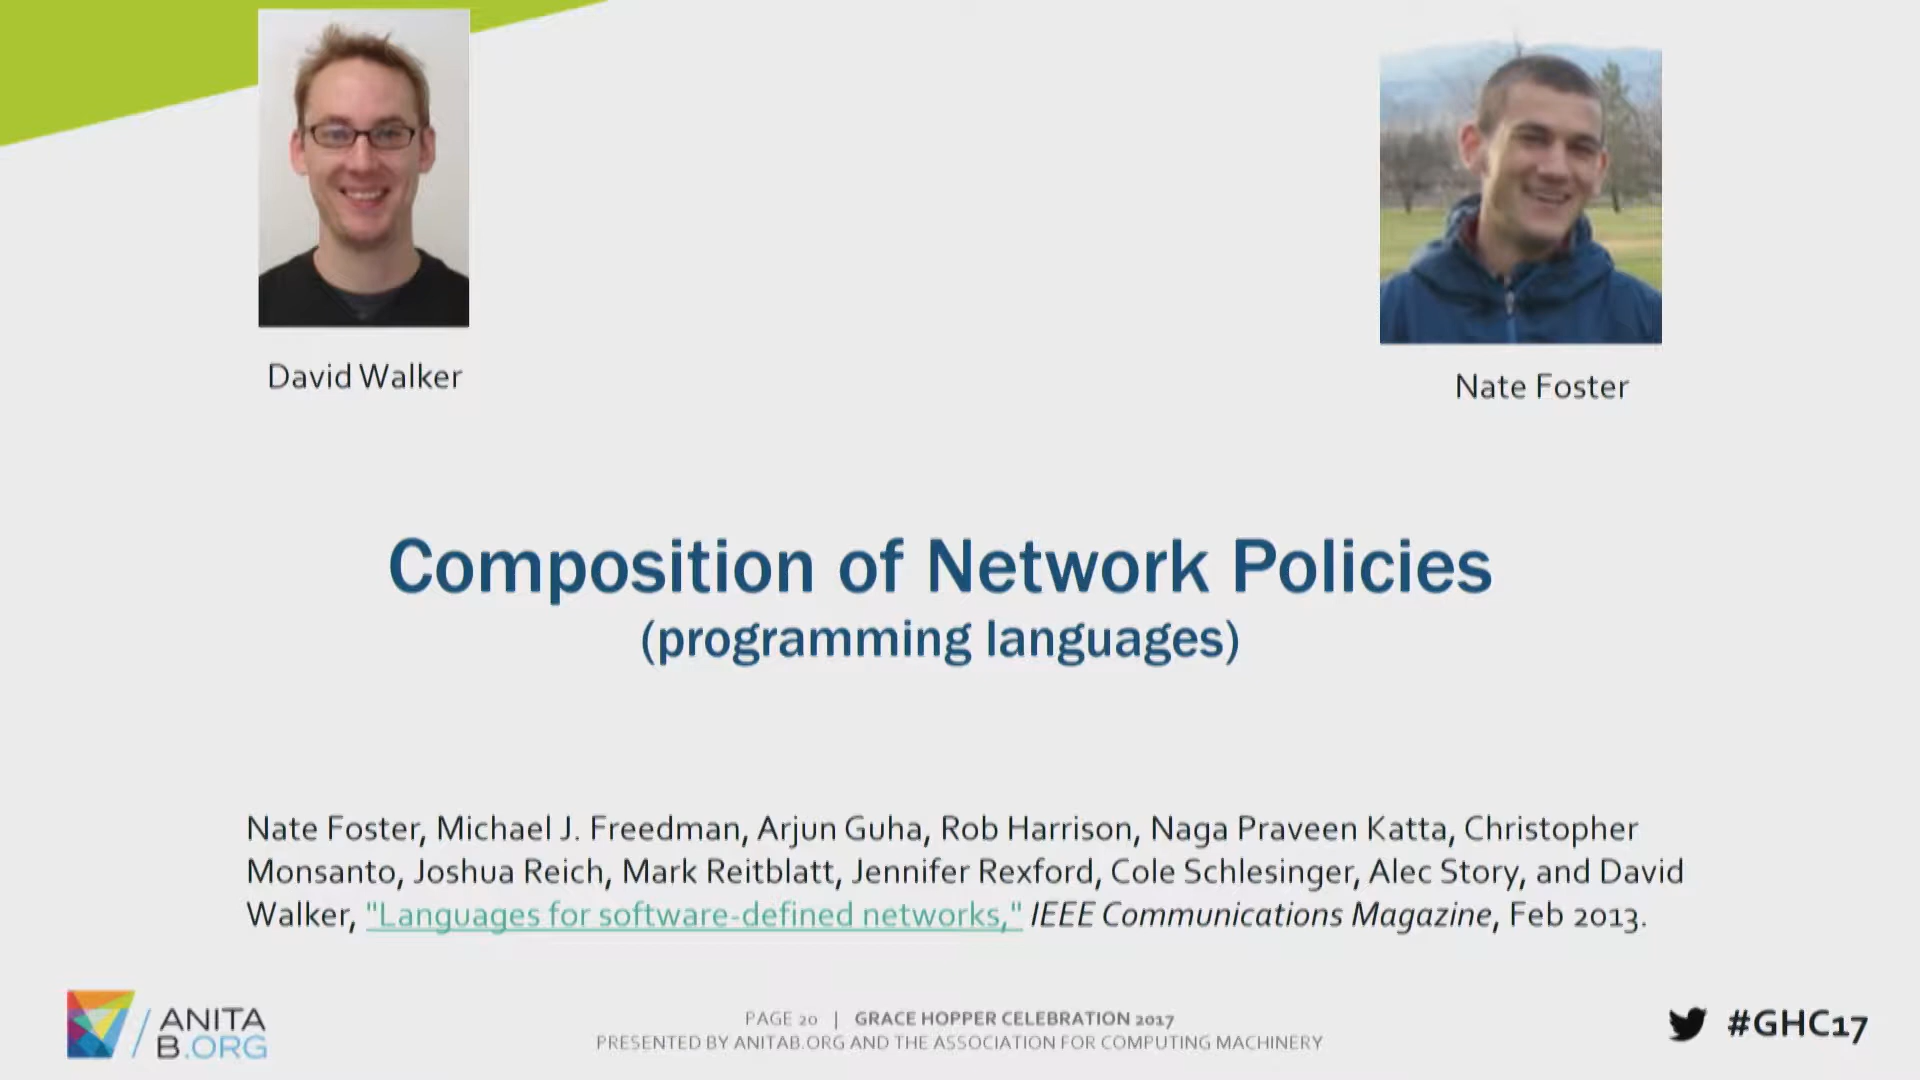 David Walker
Nate Foster
Composition of Network Policies
(programming languages)
Nate Foster, Michael J. Freedman, Arjun Guha, Rob Harrison, Naga Praveen Katta, Christopher
Monsanto, Joshua Reich, Mark Reitblatt, Jennifer Rexford, Cole Schlesinger, Alec Story, and David
Walker, "Languages for software-defined networks," IEEE Communications Magazine, Feb 2013.
ANITA
B.ORG
PAGE 20 | GRACE HOPPER CELEBRATION 2017
PRESENTED BY ANITAB.ORG AND THE ASSOCIATION FOR COMPUTING MACHINERY
#GHC17